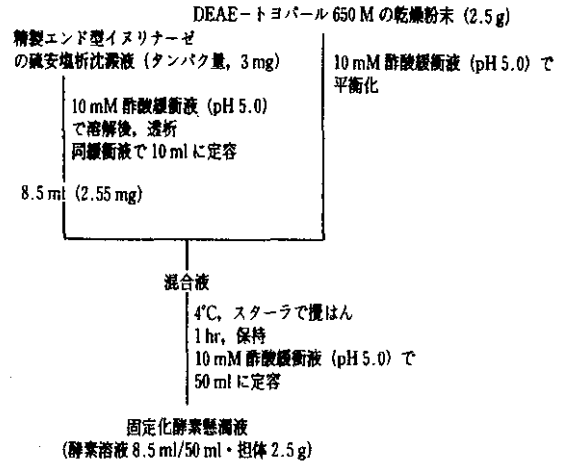 DEAE-トヨパール 650 M の乾燥粉末 (2.5 g)
精製エンド型イヌリナーゼ
の硫安塩析沈澱液 (タンパク量, 3 mg)
10 mM 酢酸緩衝液 (pH 5.0) で
平衡化
10 mM 酢酸緩衝液 (pH 5.0)
で溶解後, 透析
同緩衝液で 10 ml に定容
8.5 ml (2.55 mg)
混合液
4℃, スターラで攪はん
1 hr, 保持
10 mM 酢酸緩衝液 (pH 5.0) で
50 ml に定容
固定化酵素懸濁液
(酵素溶液 8.5 ml/50 ml・担体 2.5 g)